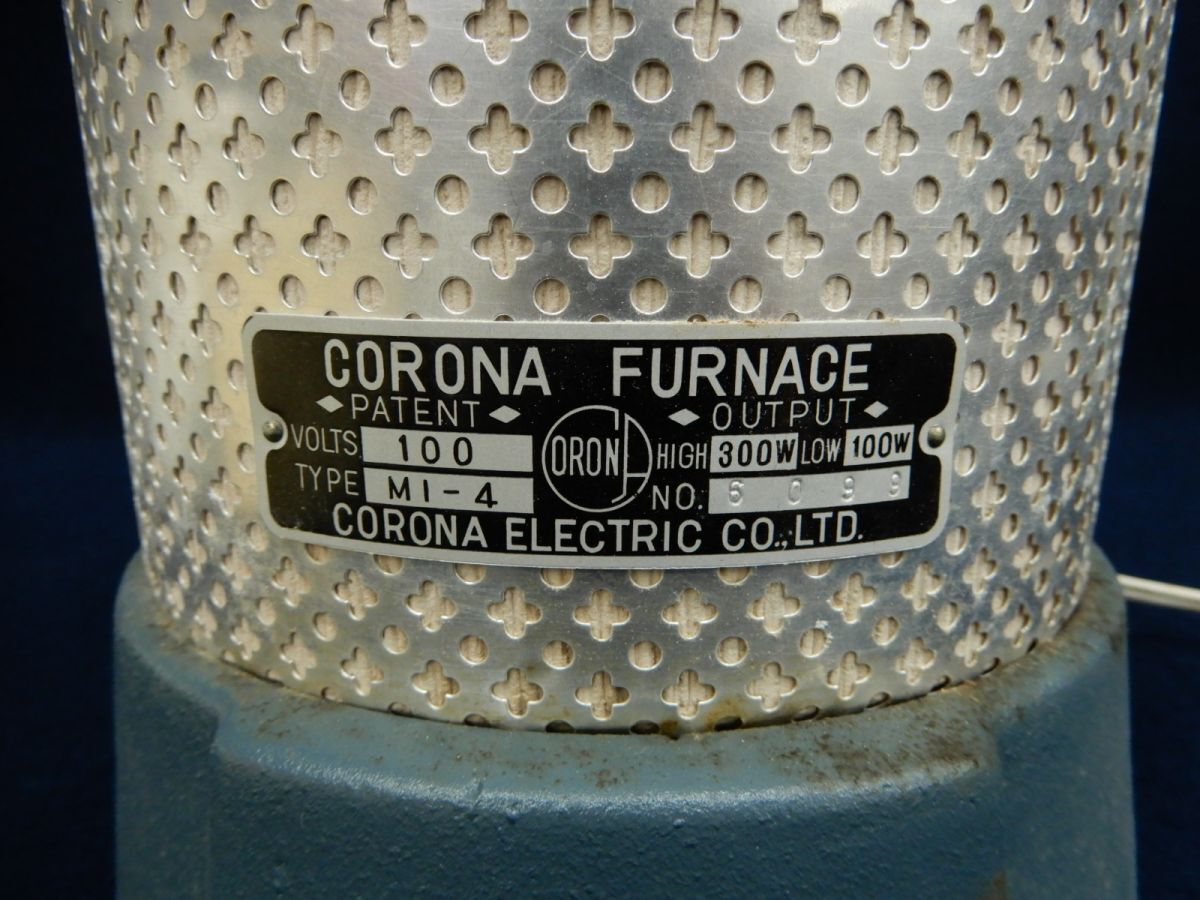 CORONA FURNACE
PATENT OUTPUT
VOLTS 100 CORONA HIGH 300W LOW 100W
TYPE MI-4 NO. 6099
CORONA ELECTRIC CO., LTD.